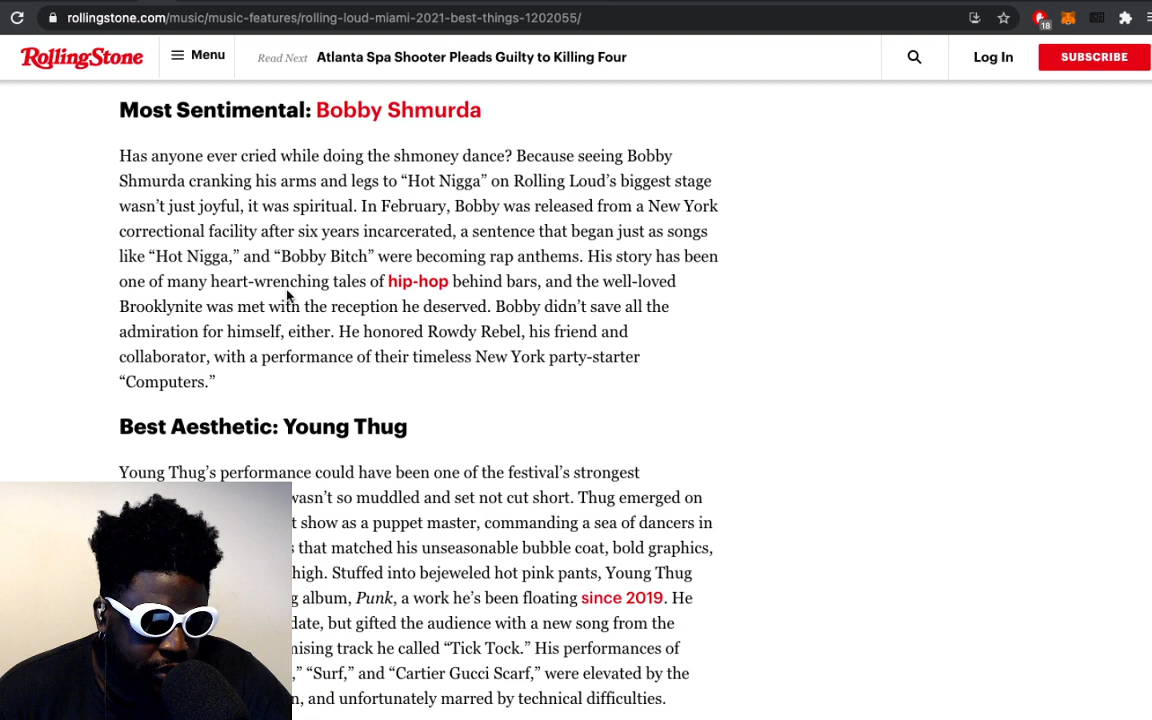 rollingstone.com/music/music-features/rolling-loud-miami-2021-best-things-1202055/
18
RollingStone
Menu
Read Next Atlanta Spa Shooter Pleads Guilty to Killing Four
Log In
SUBSCRIBE
Most Sentimental: Bobby Shmurda
Has anyone ever cried while doing the shmoney dance? Because seeing Bobby
Shmurda cranking his arms and legs to “Hot Nigga” on Rolling Loud’s biggest stage
wasn’t just joyful, it was spiritual. In February, Bobby was released from a New York
correctional facility after six years incarcerated, a sentence that began just as songs
like “Hot Nigga,” and “Bobby Bitch” were becoming rap anthems. His story has been
one of many heart-wrenching tales of hip-hop behind bars, and the well-loved
Brooklynite was met with the reception he deserved. Bobby didn’t save all the
admiration for himself, either. He honored Rowdy Rebel, his friend and
collaborator, with a performance of their timeless New York party-starter
“Computers.”
Best Aesthetic: Young Thug
Young Thug’s performance could have been one of the festival’s strongest
wasn’t so muddled and set not cut short. Thug emerged on
t show as a puppet master, commanding a sea of dancers in
s that matched his unseasonable bubble coat, bold graphics,
high. Stuffed into bejeweled hot pink pants, Young Thug
g album, Punk, a work he’s been floating since 2019. He
date, but gifted the audience with a new song from the
nising track he called “Tick Tock.” His performances of
,” “Surf,” and “Cartier Gucci Scarf,” were elevated by the
n, and unfortunately marred by technical difficulties.